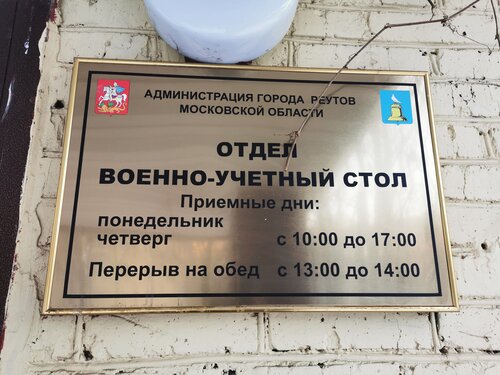 АДМИНИСТРАЦИЯ ГОРОДА РЕУТОВ
МОСКОВСКОЙ ОБЛАСТИ
ОТДЕЛ
ВОЕННО-УЧЕТНЫЙ СТОЛ
Приемные дни:
понедельник
четверг с 10:00 до 17:00
Перерыв на обед с 13:00 до 14:00